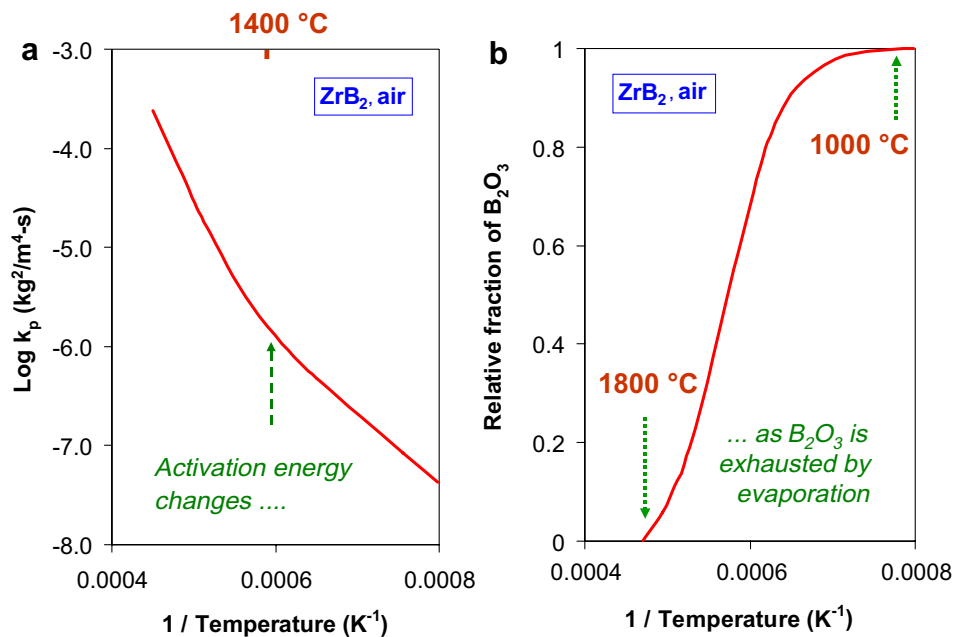 1400 °C
a
-3.0
-4.0
-5.0
-6.0
-7.0
-8.0
Log kₚ (kg²/m⁴-s)
ZrB₂, air
Activation energy
changes ....
0.0004
0.0006
0.0008
1 / Temperature (K⁻¹)
b
1
0.8
0.6
0.4
0.2
0
Relative fraction of B₂O₃
ZrB₂, air
1000 °C
1800 °C
... as B₂O₃ is
exhausted by
evaporation
0.0004
0.0006
0.0008
1 / Temperature (K⁻¹)